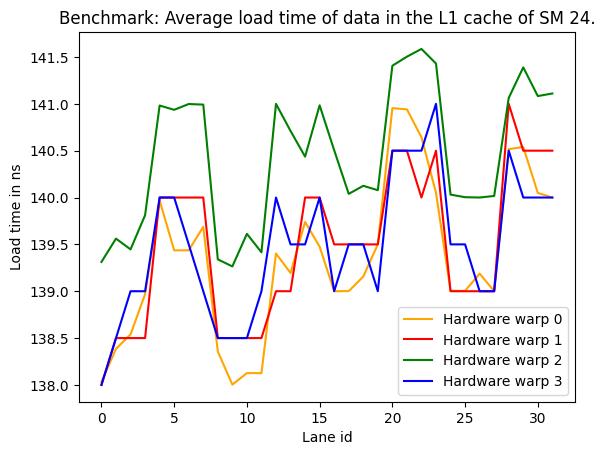 Benchmark: Average load time of data in the L1 cache of SM 24.
Load time in ns
141.5
141.0
140.5
140.0
139.5
139.0
138.5
138.0
Hardware warp 0
Hardware warp 1
Hardware warp 2
Hardware warp 3
0 5 10 15 20 25 30
Lane id